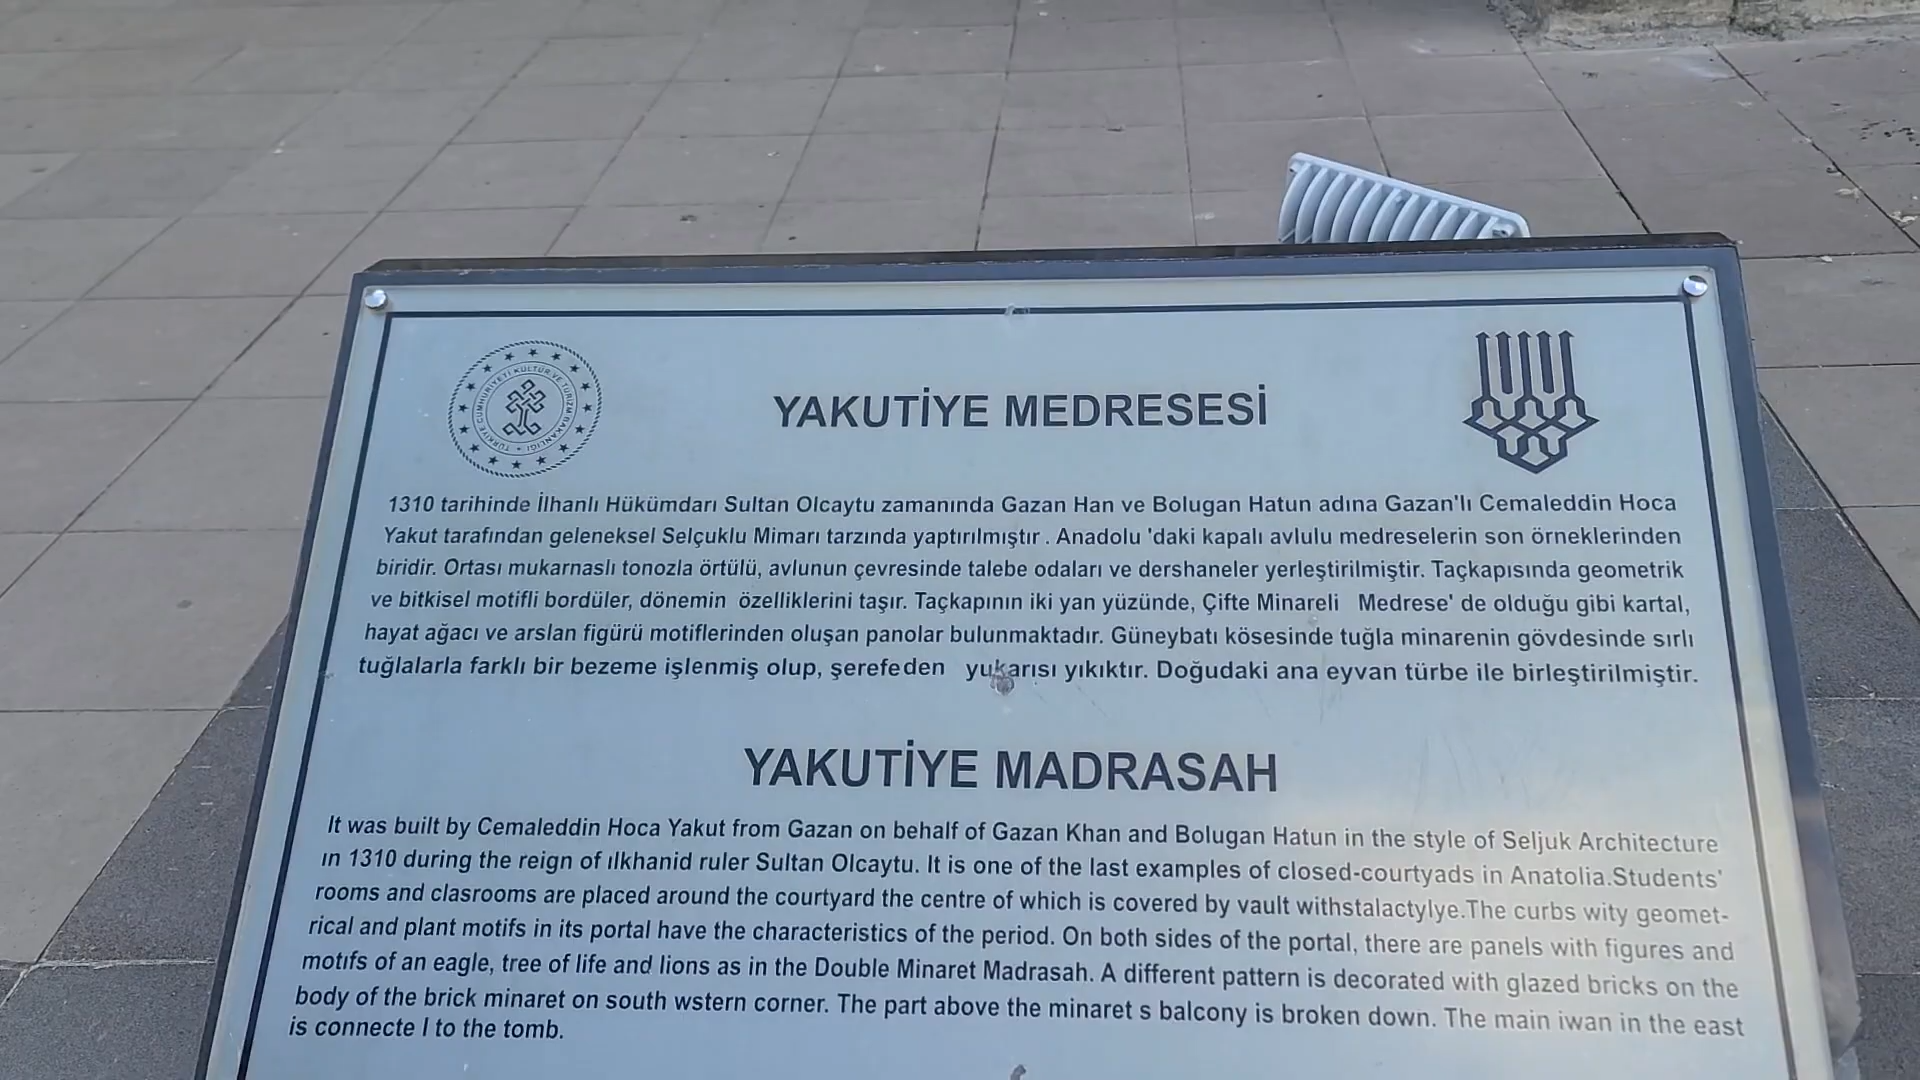 TÜRKİYE CUMHURİYETİ KÜLTÜR VE TURİZM BAKANLIĞI
YAKUTİYE MEDRESESİ
1310 tarihinde İlhanlı Hükümdarı Sultan Olcaytu zamanında Gazan Han ve Bolugan Hatun adına Gazan'lı Cemaleddin Hoca
Yakut tarafından geleneksel Selçuklu Mimarı tarzında yaptırılmıştır . Anadolu 'daki kapalı avlulu medreselerin son örneklerinden
biridir. Ortası mukarnaslı tonozla örtülü, avlunun çevresinde talebe odaları ve dershaneler yerleştirilmiştir. Taçkapısında geometrik
ve bitkisel motifli bordüler, dönemin özelliklerini taşır. Taçkapının iki yan yüzünde, Çifte Minareli Medrese' de olduğu gibi kartal,
hayat ağacı ve arslan figürü motiflerinden oluşan panolar bulunmaktadır. Güneybatı kösesinde tuğla minarenin gövdesinde sırlı
tuğlalarla farklı bir bezeme işlenmiş olup, şerefeden yukarısı yıkıktır. Doğudaki ana eyvan türbe ile birleştirilmiştir.
YAKUTİYE MADRASAH
It was built by Cemaleddin Hoca Yakut from Gazan on behalf of Gazan Khan and Bolugan Hatun in the style of Seljuk Architecture
ın 1310 during the reign of ılkhanid ruler Sultan Olcaytu. It is one of the last examples of closed-courtyads in Anatolia.Students'
rooms and clasrooms are placed around the courtyard the centre of which is covered by vault withstalactylye.The curbs wity geomet-
rical and plant motifs in its portal have the characteristics of the period. On both sides of the portal, there are panels with figures and
motıfs of an eagle, tree of life and lions as in the Double Minaret Madrasah. A different pattern is decorated with glazed bricks on the
body of the brick minaret on south wstern corner. The part above the minaret s balcony is broken down. The main iwan in the east
is connecte l to the tomb.